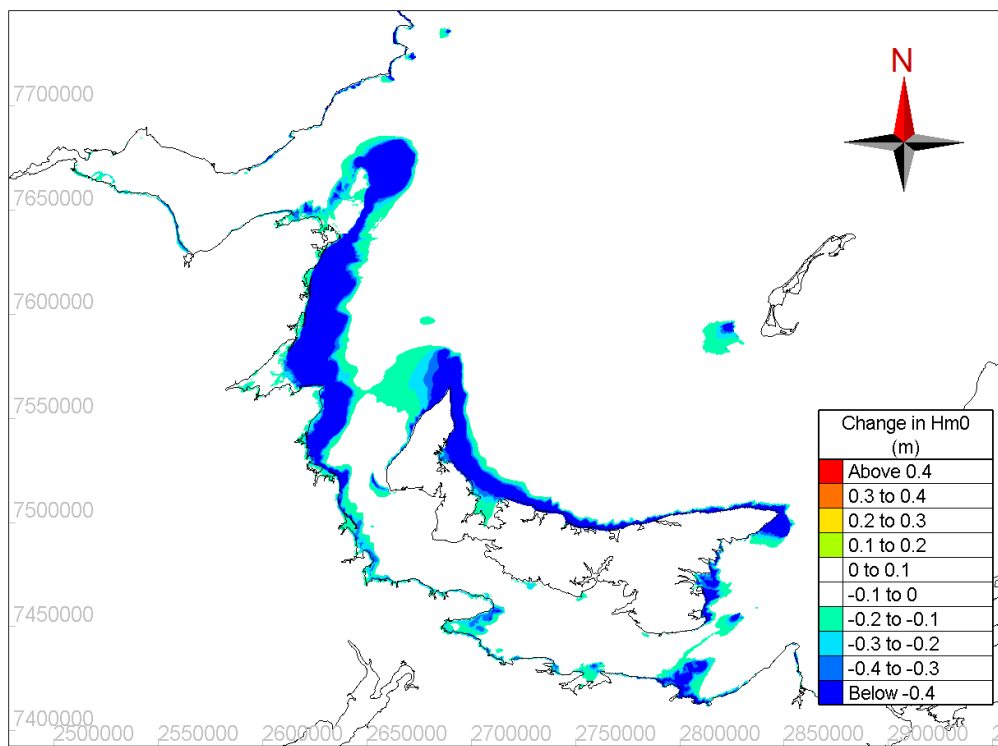 N
7700000
7650000
7600000
7550000
7500000
7450000
7400000
Change in Hm0
(m)
Above 0.4
0.3 to 0.4
0.2 to 0.3
0.1 to 0.2
0 to 0.1
-0.1 to 0
-0.2 to -0.1
-0.3 to -0.2
-0.4 to -0.3
Below -0.4
2500000 2550000 2600000 2650000 2700000 2750000 2800000 2850000 2900000